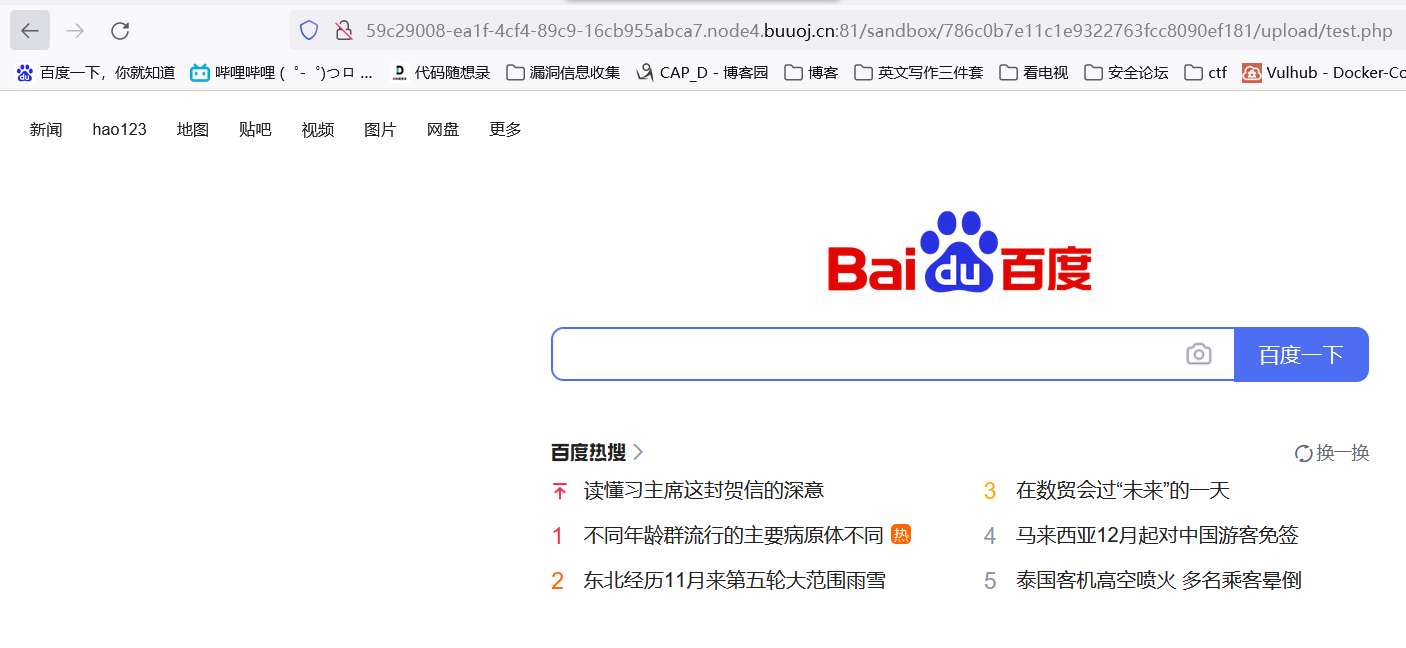 59c29008-ea1f-4cf4-89c9-16cb955abca7.node4.buuoj.cn:81/sandbox/786c0b7e11c1e9322763fcc8090ef181/upload/test.php
百度一下，你就知道 哔哩哔哩 ( ゜- ゜)つロ ... 代码随想录 漏洞信息收集 CAP_D - 博客园 博客 英文写作三件套 看电视 安全论坛 ctf Vulhub - Docker-Co
新闻 hao123 地图 贴吧 视频 图片 网盘 更多
Bai du 百度
百度一下
百度热搜 换一换
读懂习主席这封贺信的深意
3 在数贸会过“未来”的一天
1 不同年龄群流行的主要病原体不同 热
4 马来西亚12月起对中国游客免签
2 东北经历11月来第五轮大范围雨雪
5 泰国客机高空喷火 多名乘客晕倒